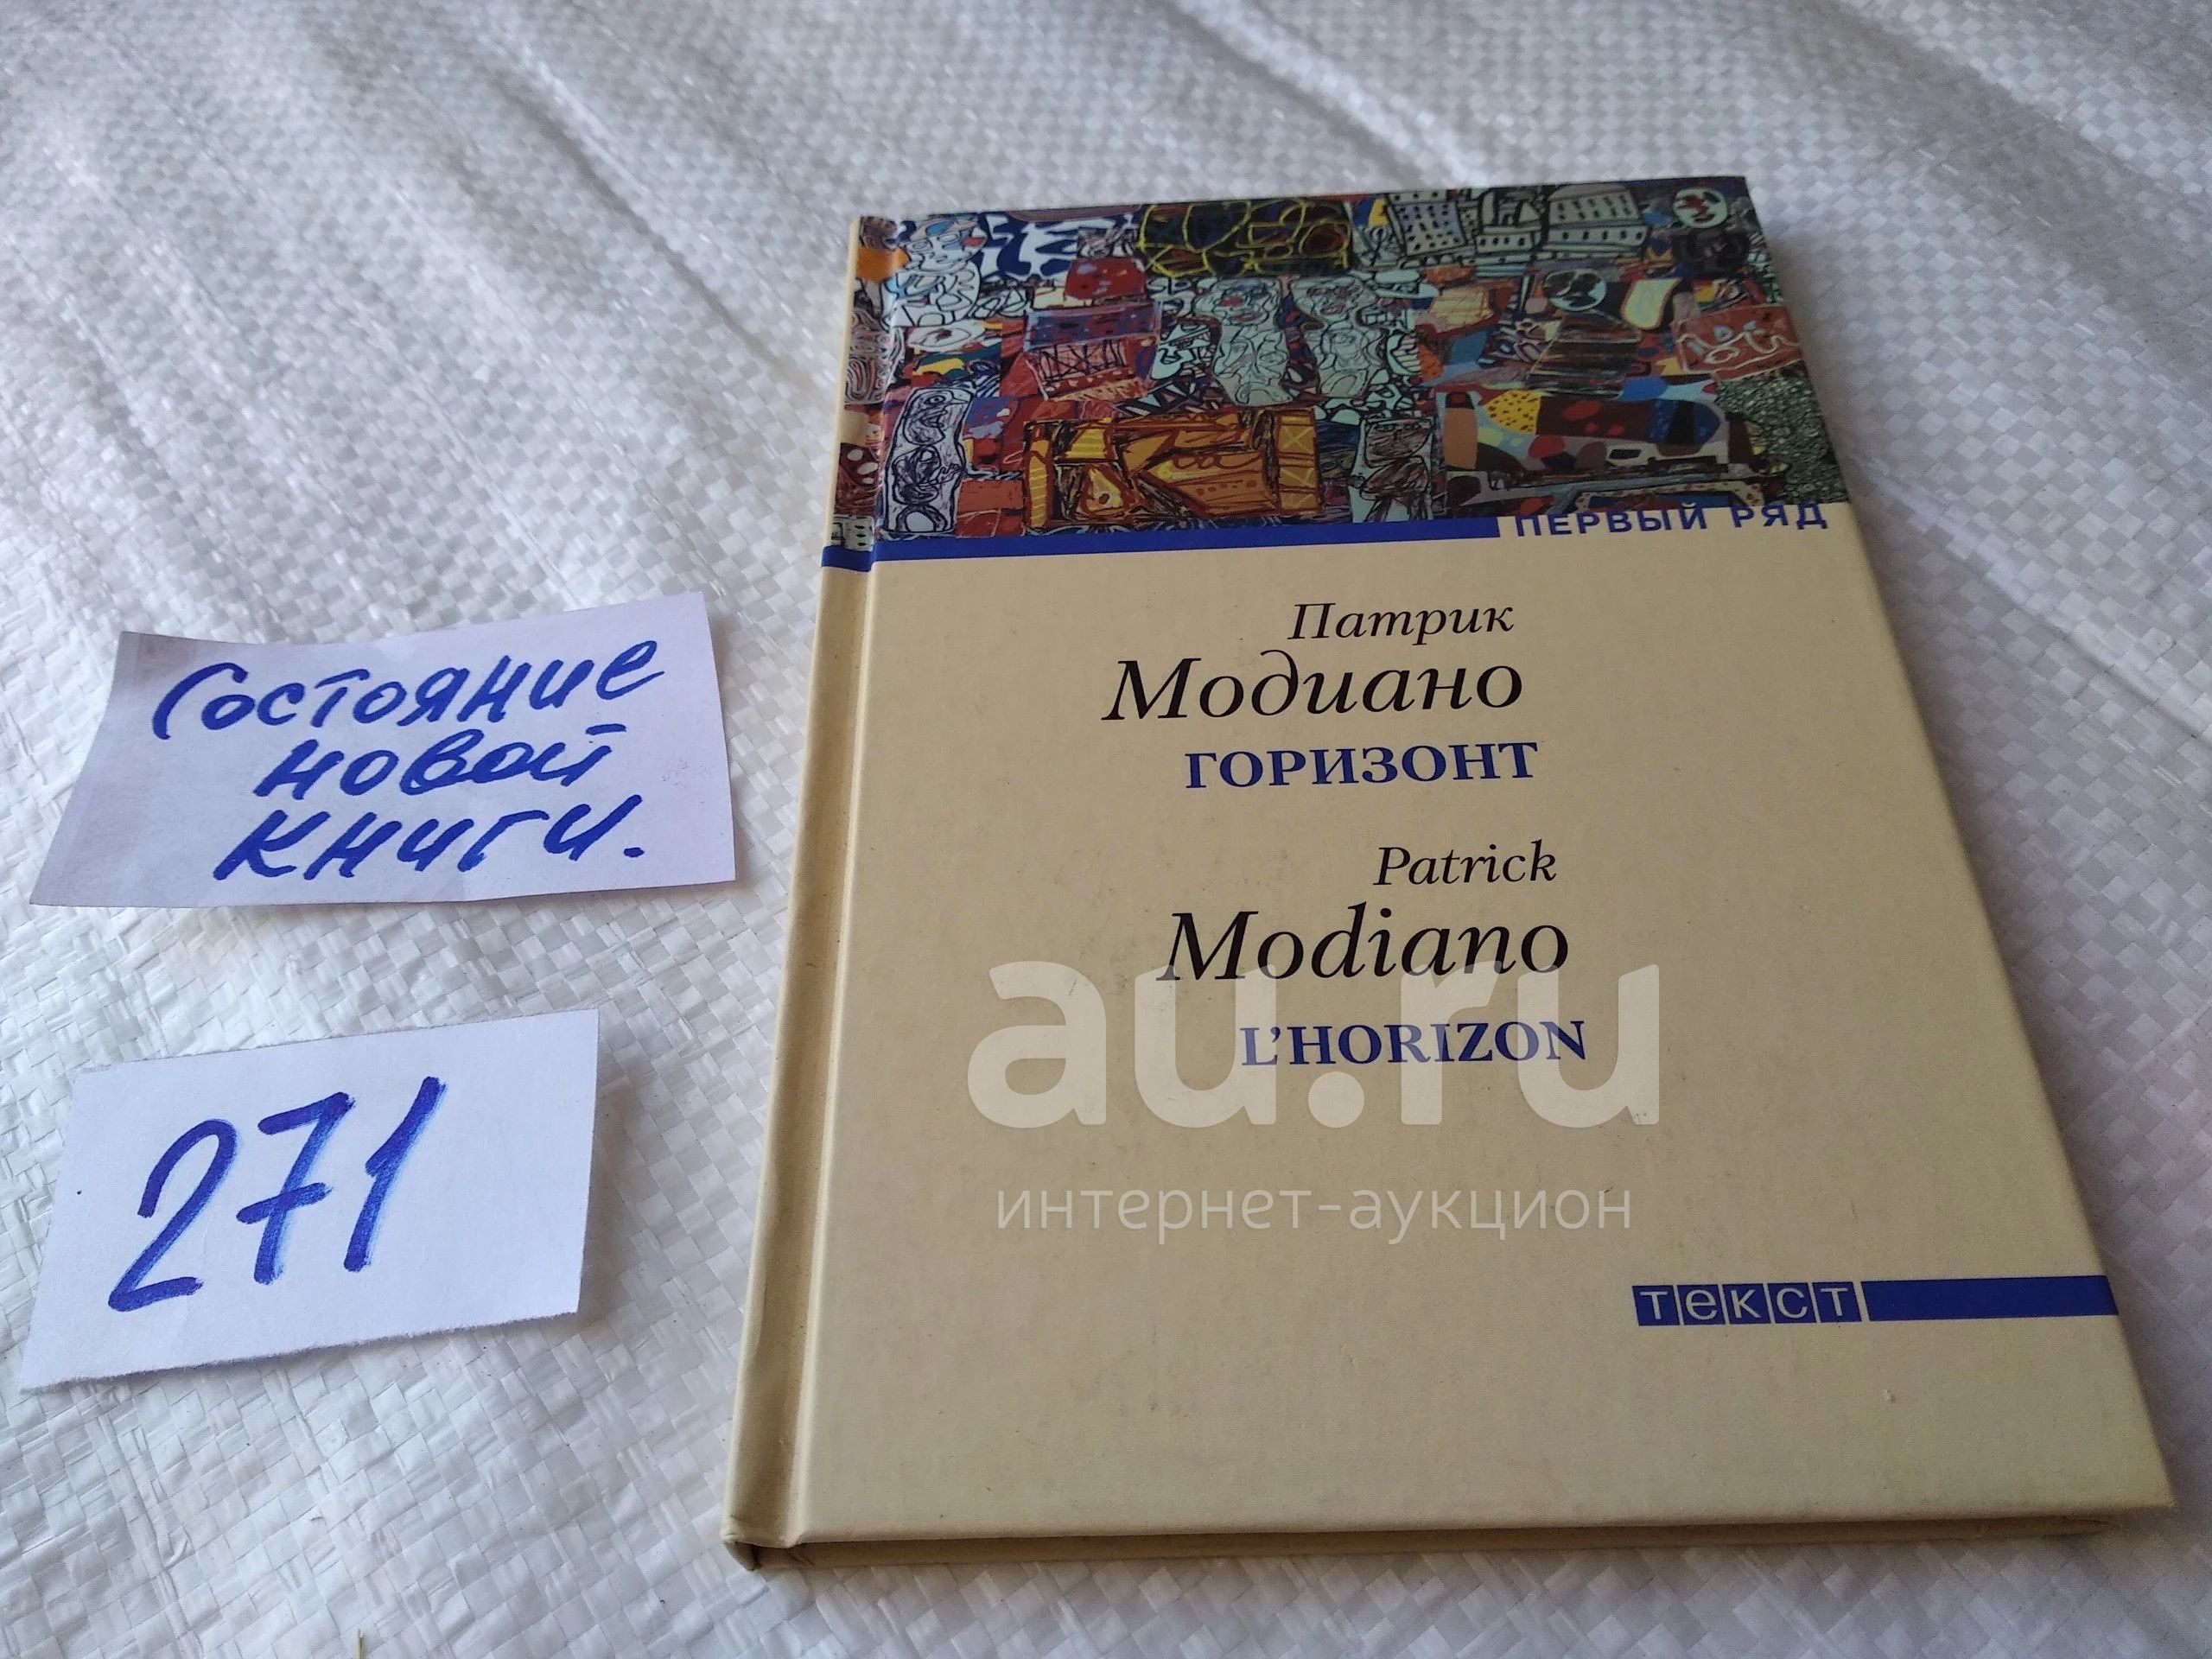 ПЕРВЫЙ РЯД
Патрик
Модиано
ГОРИЗОНТ
Patrick
Modiano
L'HORIZON
текст
Состояние
новой
книги.
271
au.ru
интернет-аукцион